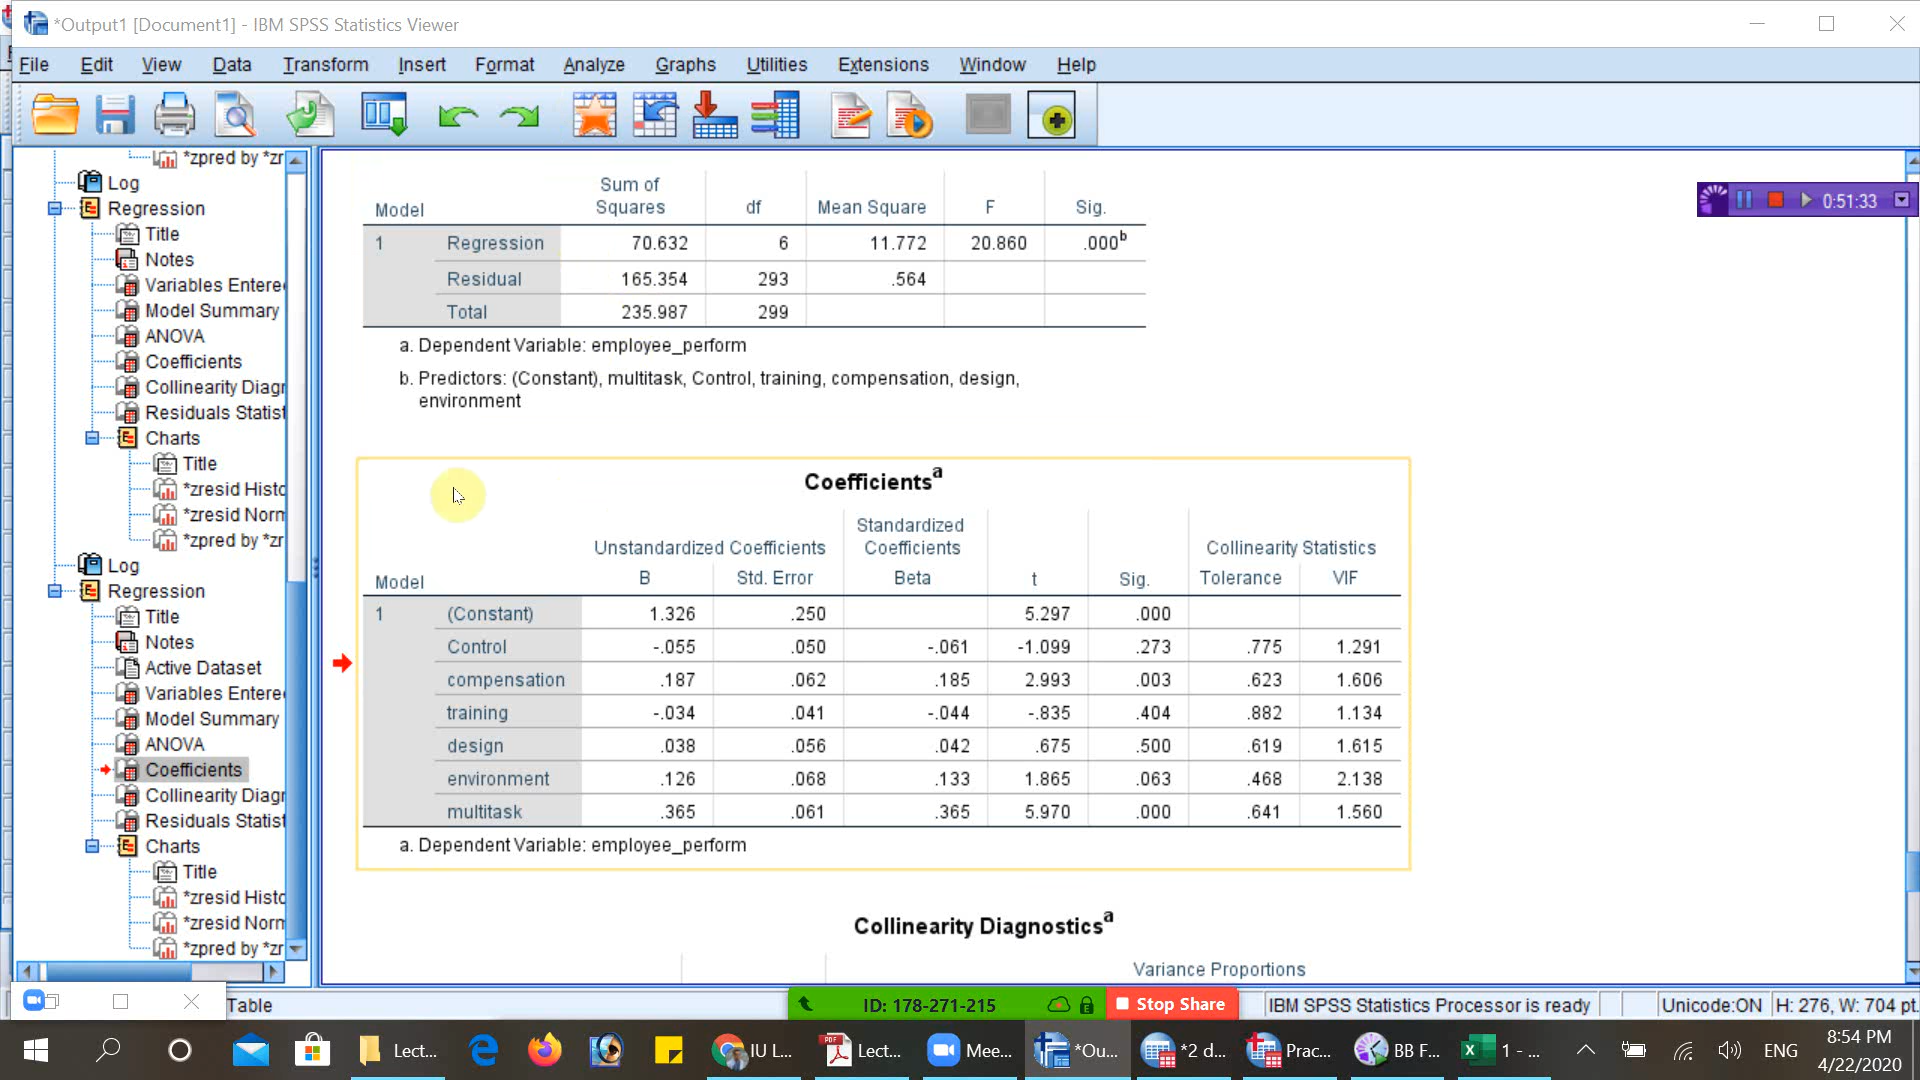 *Output1 [Document1] - IBM SPSS Statistics Viewer
File Edit View Data Transform Insert Format Analyze Graphs Utilities Extensions Window Help
0:51:33
*zpred by *zr
Log
Regression
Title
Notes
Variables Entere
Model Summary
ANOVA
Coefficients
Collinearity Diagr
Residuals Statist
Charts
Title
*zresid Histo
*zresid Norm
*zpred by *zr
Log
Regression
Title
Notes
Active Dataset
Variables Entere
Model Summary
ANOVA
Coefficients
Collinearity Diagr
Residuals Statist
Charts
Title
*zresid Histo
*zresid Norm
*zpred by *zr
Model Sum of Squares df Mean Square F Sig.
1 Regression 70.632 6 11.772 20.860 .000b
Residual 165.354 293 .564
Total 235.987 299
a. Dependent Variable: employee_perform
b. Predictors: (Constant), multitask, Control, training, compensation, design,
environment
Coefficientsa
Unstandardized Coefficients Standardized Coefficients Collinearity Statistics
Model B Std. Error Beta t Sig. Tolerance VIF
1 (Constant) 1.326 .250 5.297 .000
Control -.055 .050 -.061 -1.099 .273 .775 1.291
compensation .187 .062 .185 2.993 .003 .623 1.606
training -.034 .041 -.044 -.835 .404 .882 1.134
design .038 .056 .042 .675 .500 .619 1.615
environment .126 .068 .133 1.865 .063 .468 2.138
multitask .365 .061 .365 5.970 .000 .641 1.560
a. Dependent Variable: employee_perform
Collinearity Diagnosticsa
Variance Proportions
Table ID: 178-271-215 Stop Share IBM SPSS Statistics Processor is ready Unicode:ON H: 276, W: 704 pt.
Lect... IU L... Lect... Mee... *Ou... *2 d... Prac... BB F... 1 - ... ENG 8:54 PM
4/22/2020